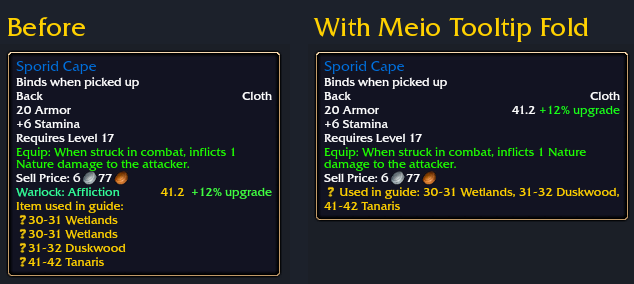 Before
Sporid Cape
Binds when picked up
Back Cloth
20 Armor
+6 Stamina
Requires Level 17
Equip: When struck in combat, inflicts 1
Nature damage to the attacker.
Sell Price: 6 77
Warlock: Affliction 41.2 +12% upgrade
Item used in guide:
? 30-31 Wetlands
? 30-31 Wetlands
? 31-32 Duskwood
? 41-42 Tanaris
With Meio Tooltip Fold
Sporid Cape
Binds when picked up
Back Cloth
20 Armor 41.2 +12% upgrade
+6 Stamina
Requires Level 17
Equip: When struck in combat, inflicts 1 Nature
damage to the attacker.
Sell Price: 6 77
? Used in guide: 30-31 Wetlands, 31-32 Duskwood,
41-42 Tanaris